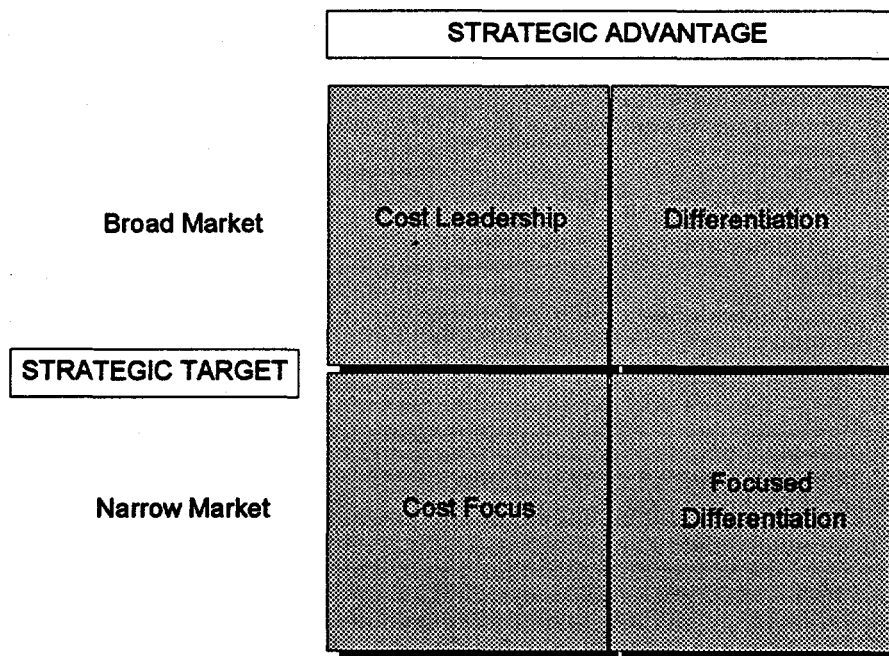 STRATEGIC ADVANTAGE
Broad Market
Cost Leadership
Differentiation
STRATEGIC TARGET
Narrow Market
Cost Focus
Focused
Differentiation